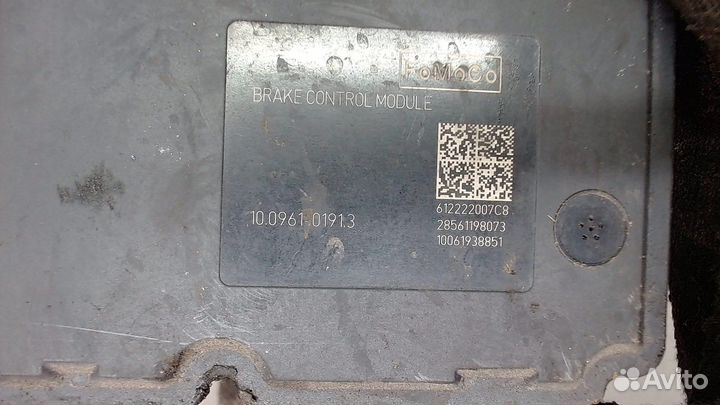 FoMoCo
BRAKE CONTROL MODULE
612222007C8
10.0961-0191.3
28561198073
10061938851
Avito